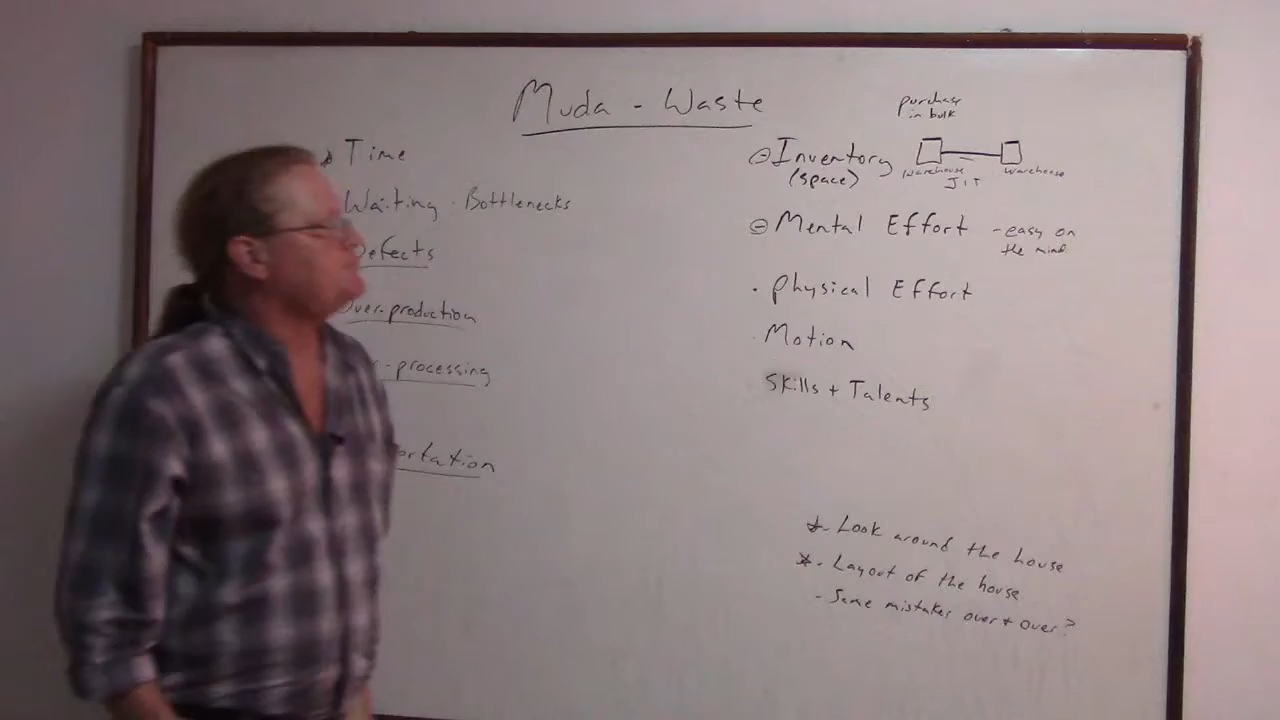 Muda - Waste
Time
Waiting · Bottlenecks
Defects
Over-production
-processing
ortation
purchase
in bulk
Inventory
(space)
warehouse
JIT
warehouse
Mental Effort - easy on
the mind
· Physical Effort
· Motion
Skills + Talents
* - Look around the house
* - Layout of the house
- Same mistakes over + over?